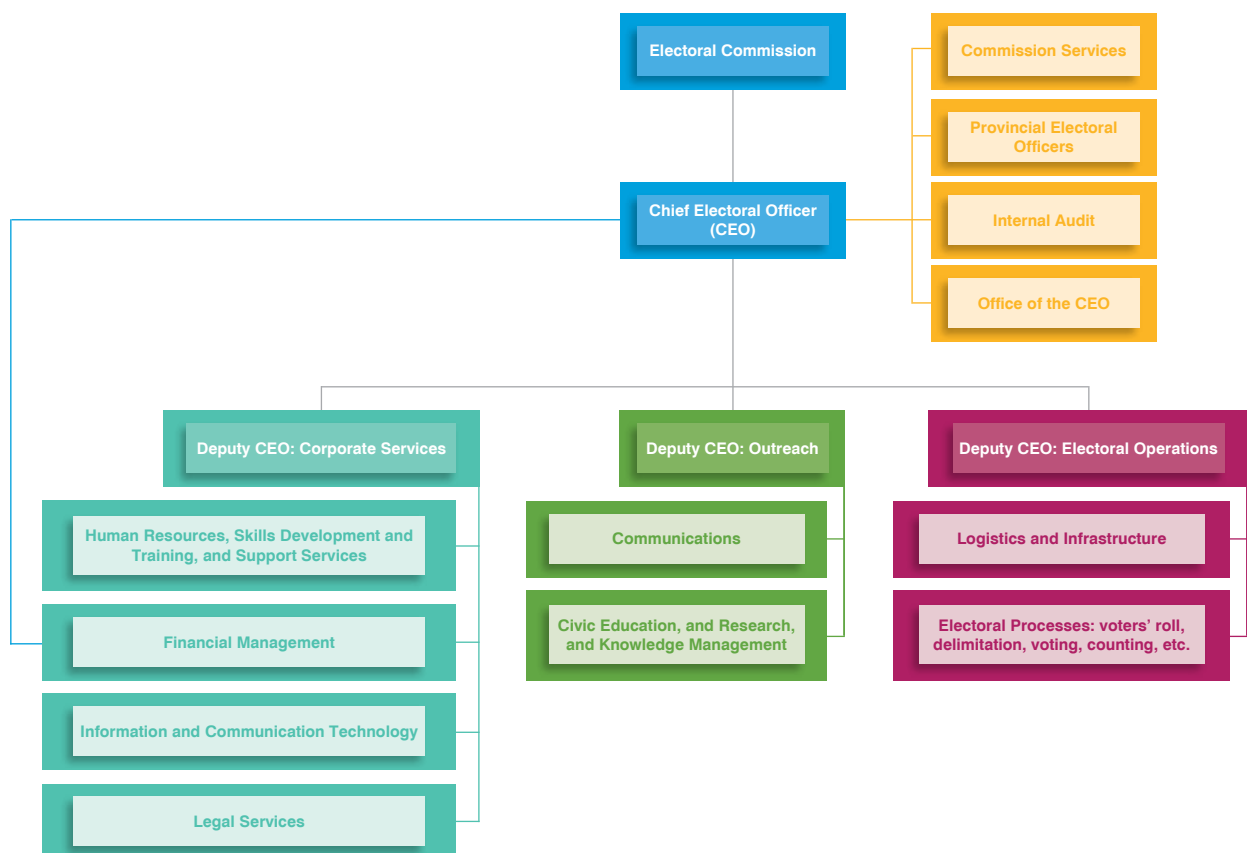 Electoral Commission
Commission Services
Provincial Electoral
Officers
Chief Electoral Officer
(CEO)
Internal Audit
Office of the CEO
Deputy CEO: Corporate Services
Human Resources, Skills Development and
Training, and Support Services
Financial Management
Information and Communication Technology
Legal Services
Deputy CEO: Outreach
Communications
Civic Education, and Research,
and Knowledge Management
Deputy CEO: Electoral Operations
Logistics and Infrastructure
Electoral Processes: voters’ roll,
delimitation, voting, counting, etc.